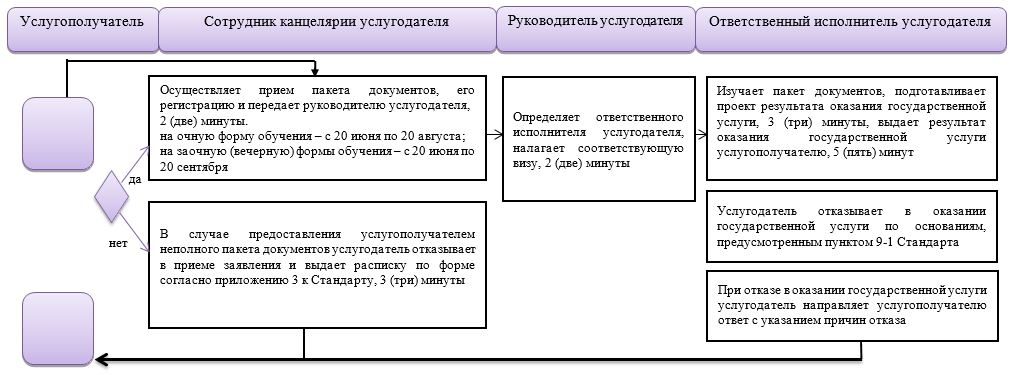 Услугополучатель
Сотрудник канцелярии услугодателя
Руководитель услугодателя
Ответственный исполнитель услугодателя
Осуществляет прием пакета документов, его
регистрацию и передает руководителю услугодателя,
2 (две) минуты.
на очную форму обучения – с 20 июня по 20 августа;
на заочную (вечернюю) формы обучения – с 20 июня по
20 сентября
Определяет ответственного
исполнителя услугодателя,
налагает соответствующую
визу, 2 (две) минуты
Изучает пакет документов, подготавливает
проект результата оказания государственной
услуги, 3 (три) минуты, выдает результат
оказания государственной услуги
услугополучателю, 5 (пять) минут
да
нет
В случае предоставления услугополучателем
неполного пакета документов услугодатель отказывает
в приеме заявления и выдает расписку по форме
согласно приложению 3 к Стандарту, 3 (три) минуты
Услугодатель отказывает в оказании
государственной услуги по основаниям,
предусмотренным пунктом 9-1 Стандарта
При отказе в оказании государственной услуги
услугодатель направляет услугополучателю
ответ с указанием причин отказа